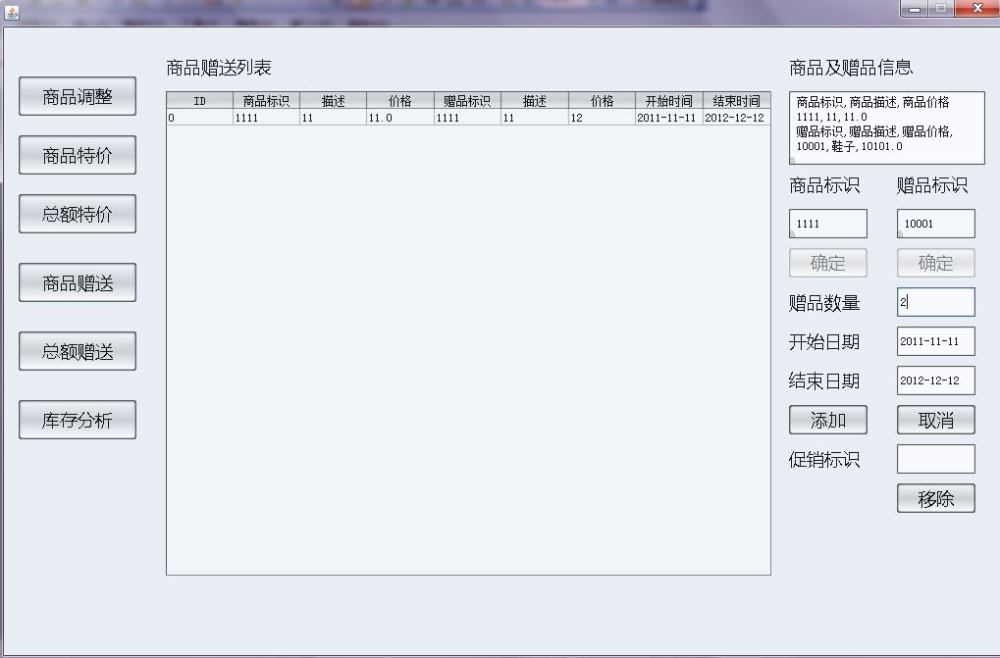 商品调整
商品特价
总额特价
商品赠送
总额赠送
库存分析
商品赠送列表
ID 商品标识 描述 价格 赠品标识 描述 价格 开始时间 结束时间
0 1111 11 11.0 1111 11 12 2011-11-11 2012-12-12
商品及赠品信息
商品标识,商品描述,商品价格
1111,11,11.0
赠品标识,赠品描述,赠品价格,
10001,鞋子,10101.0
商品标识 赠品标识
1111 10001
确定 确定
赠品数量 2
开始日期 2011-11-11
结束日期 2012-12-12
添加 取消
促销标识
移除